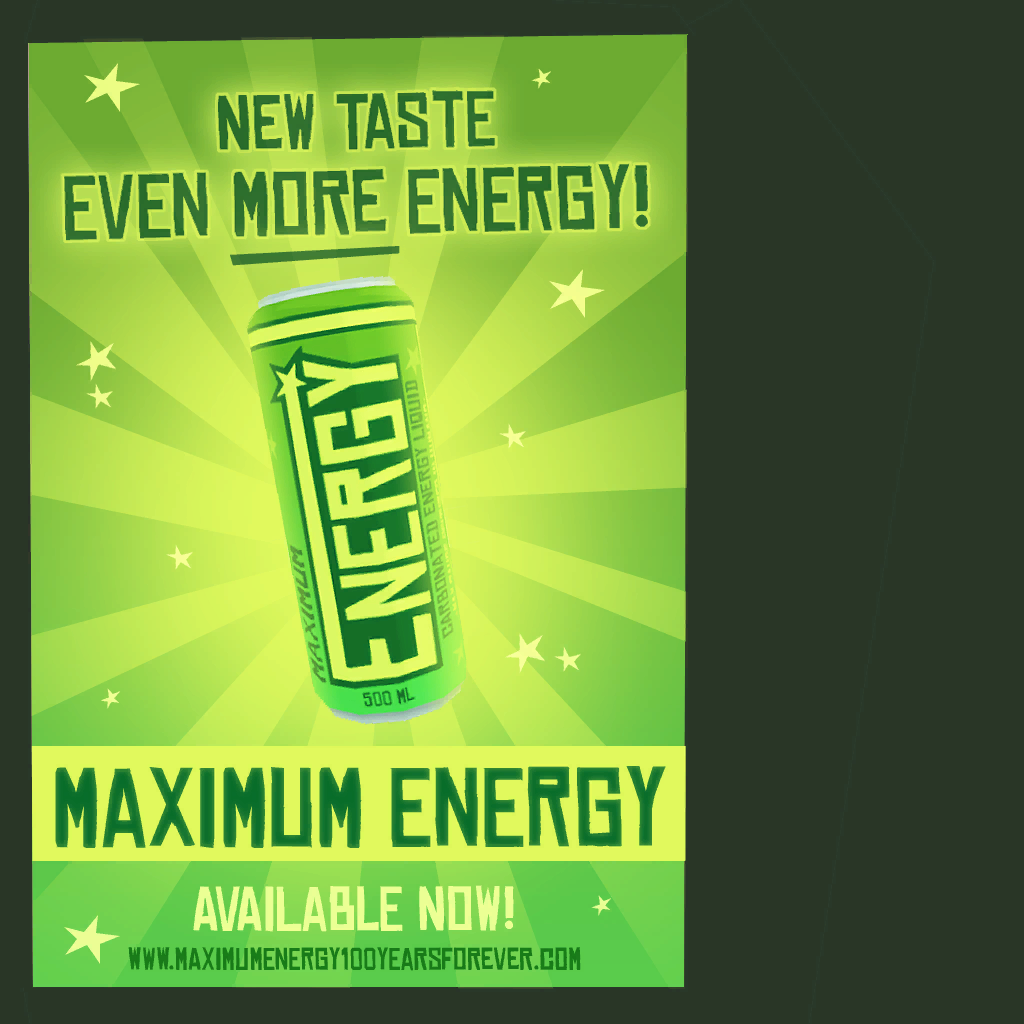 NEW TASTE
EVEN MORE ENERGY!
ENERGY
MAXIMUM
CARBONATED ENERGY LIQUID
500 ML
MAXIMUM ENERGY
AVAILABLE NOW!
WWW.MAXIMUMENERGY100YEARSFOREVER.COM